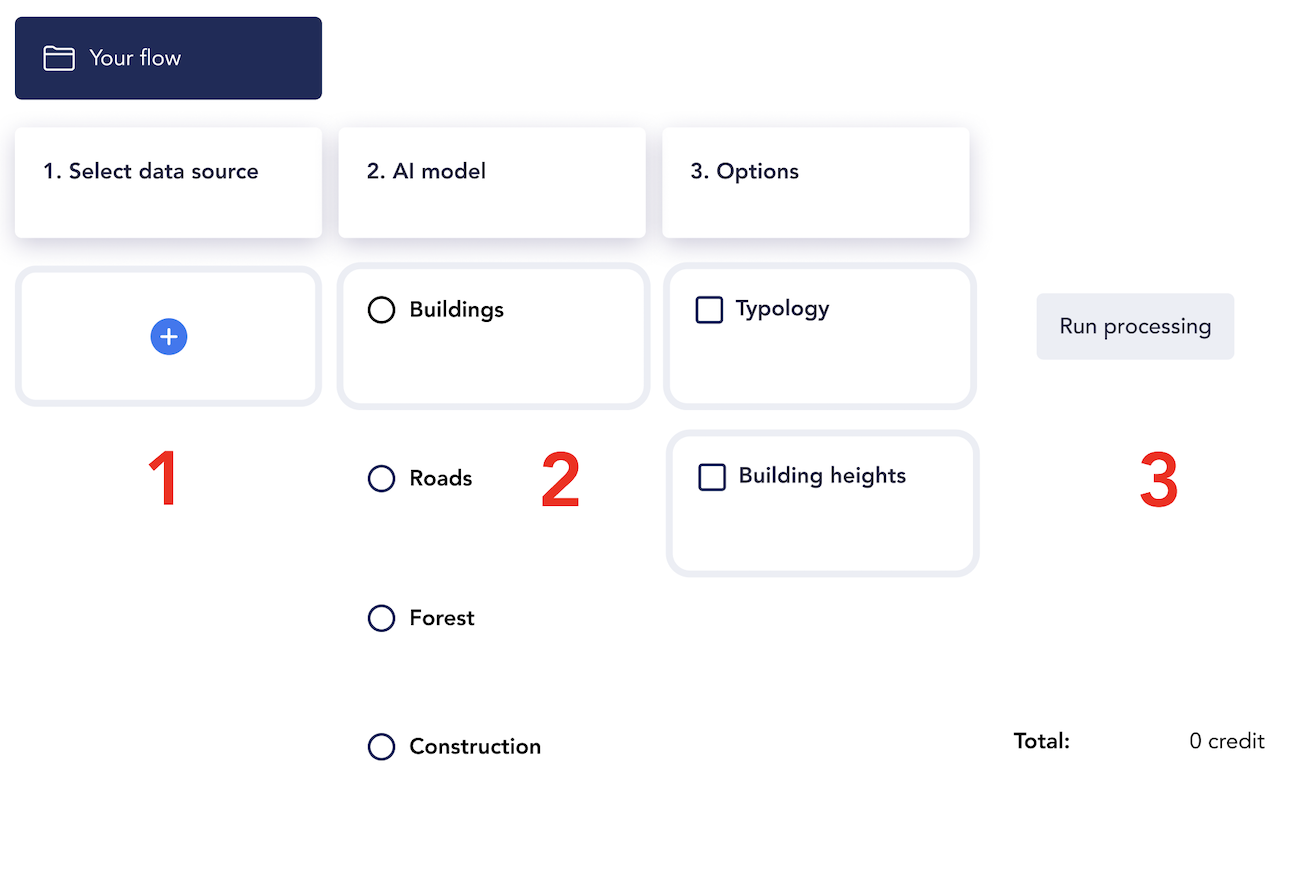 Your flow
1. Select data source
2. AI model
3. Options
Buildings
Typology
Run processing
1
Roads
2
Building heights
3
Forest
Construction
Total: 0 credit